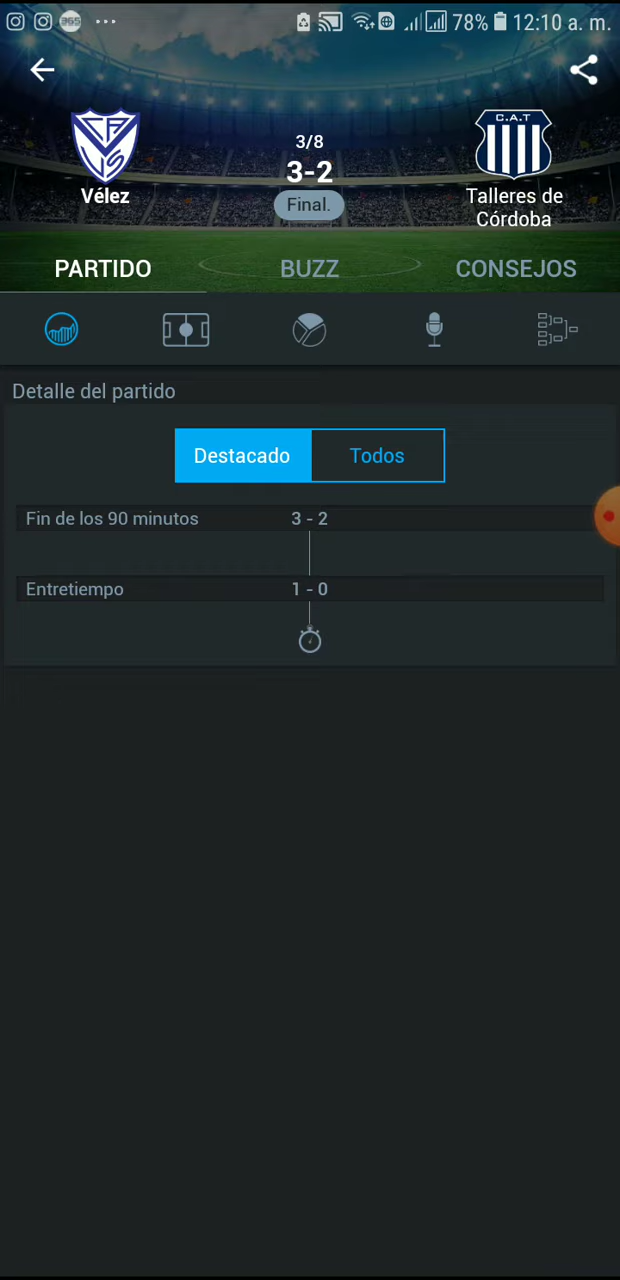 365
78% 12:10 a. m.
3/8
3-2
Final.
Vélez
C.A.T
Talleres de
Córdoba
PARTIDO BUZZ CONSEJOS
Detalle del partido
Destacado Todos
Fin de los 90 minutos 3 - 2
Entretiempo 1 - 0